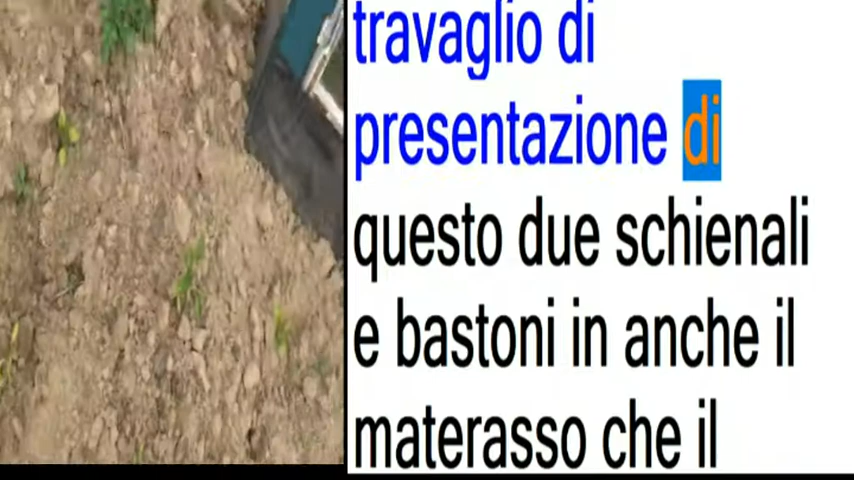 travaglio di
presentazione di
questo due schienali
e bastoni in anche il
materasso che il